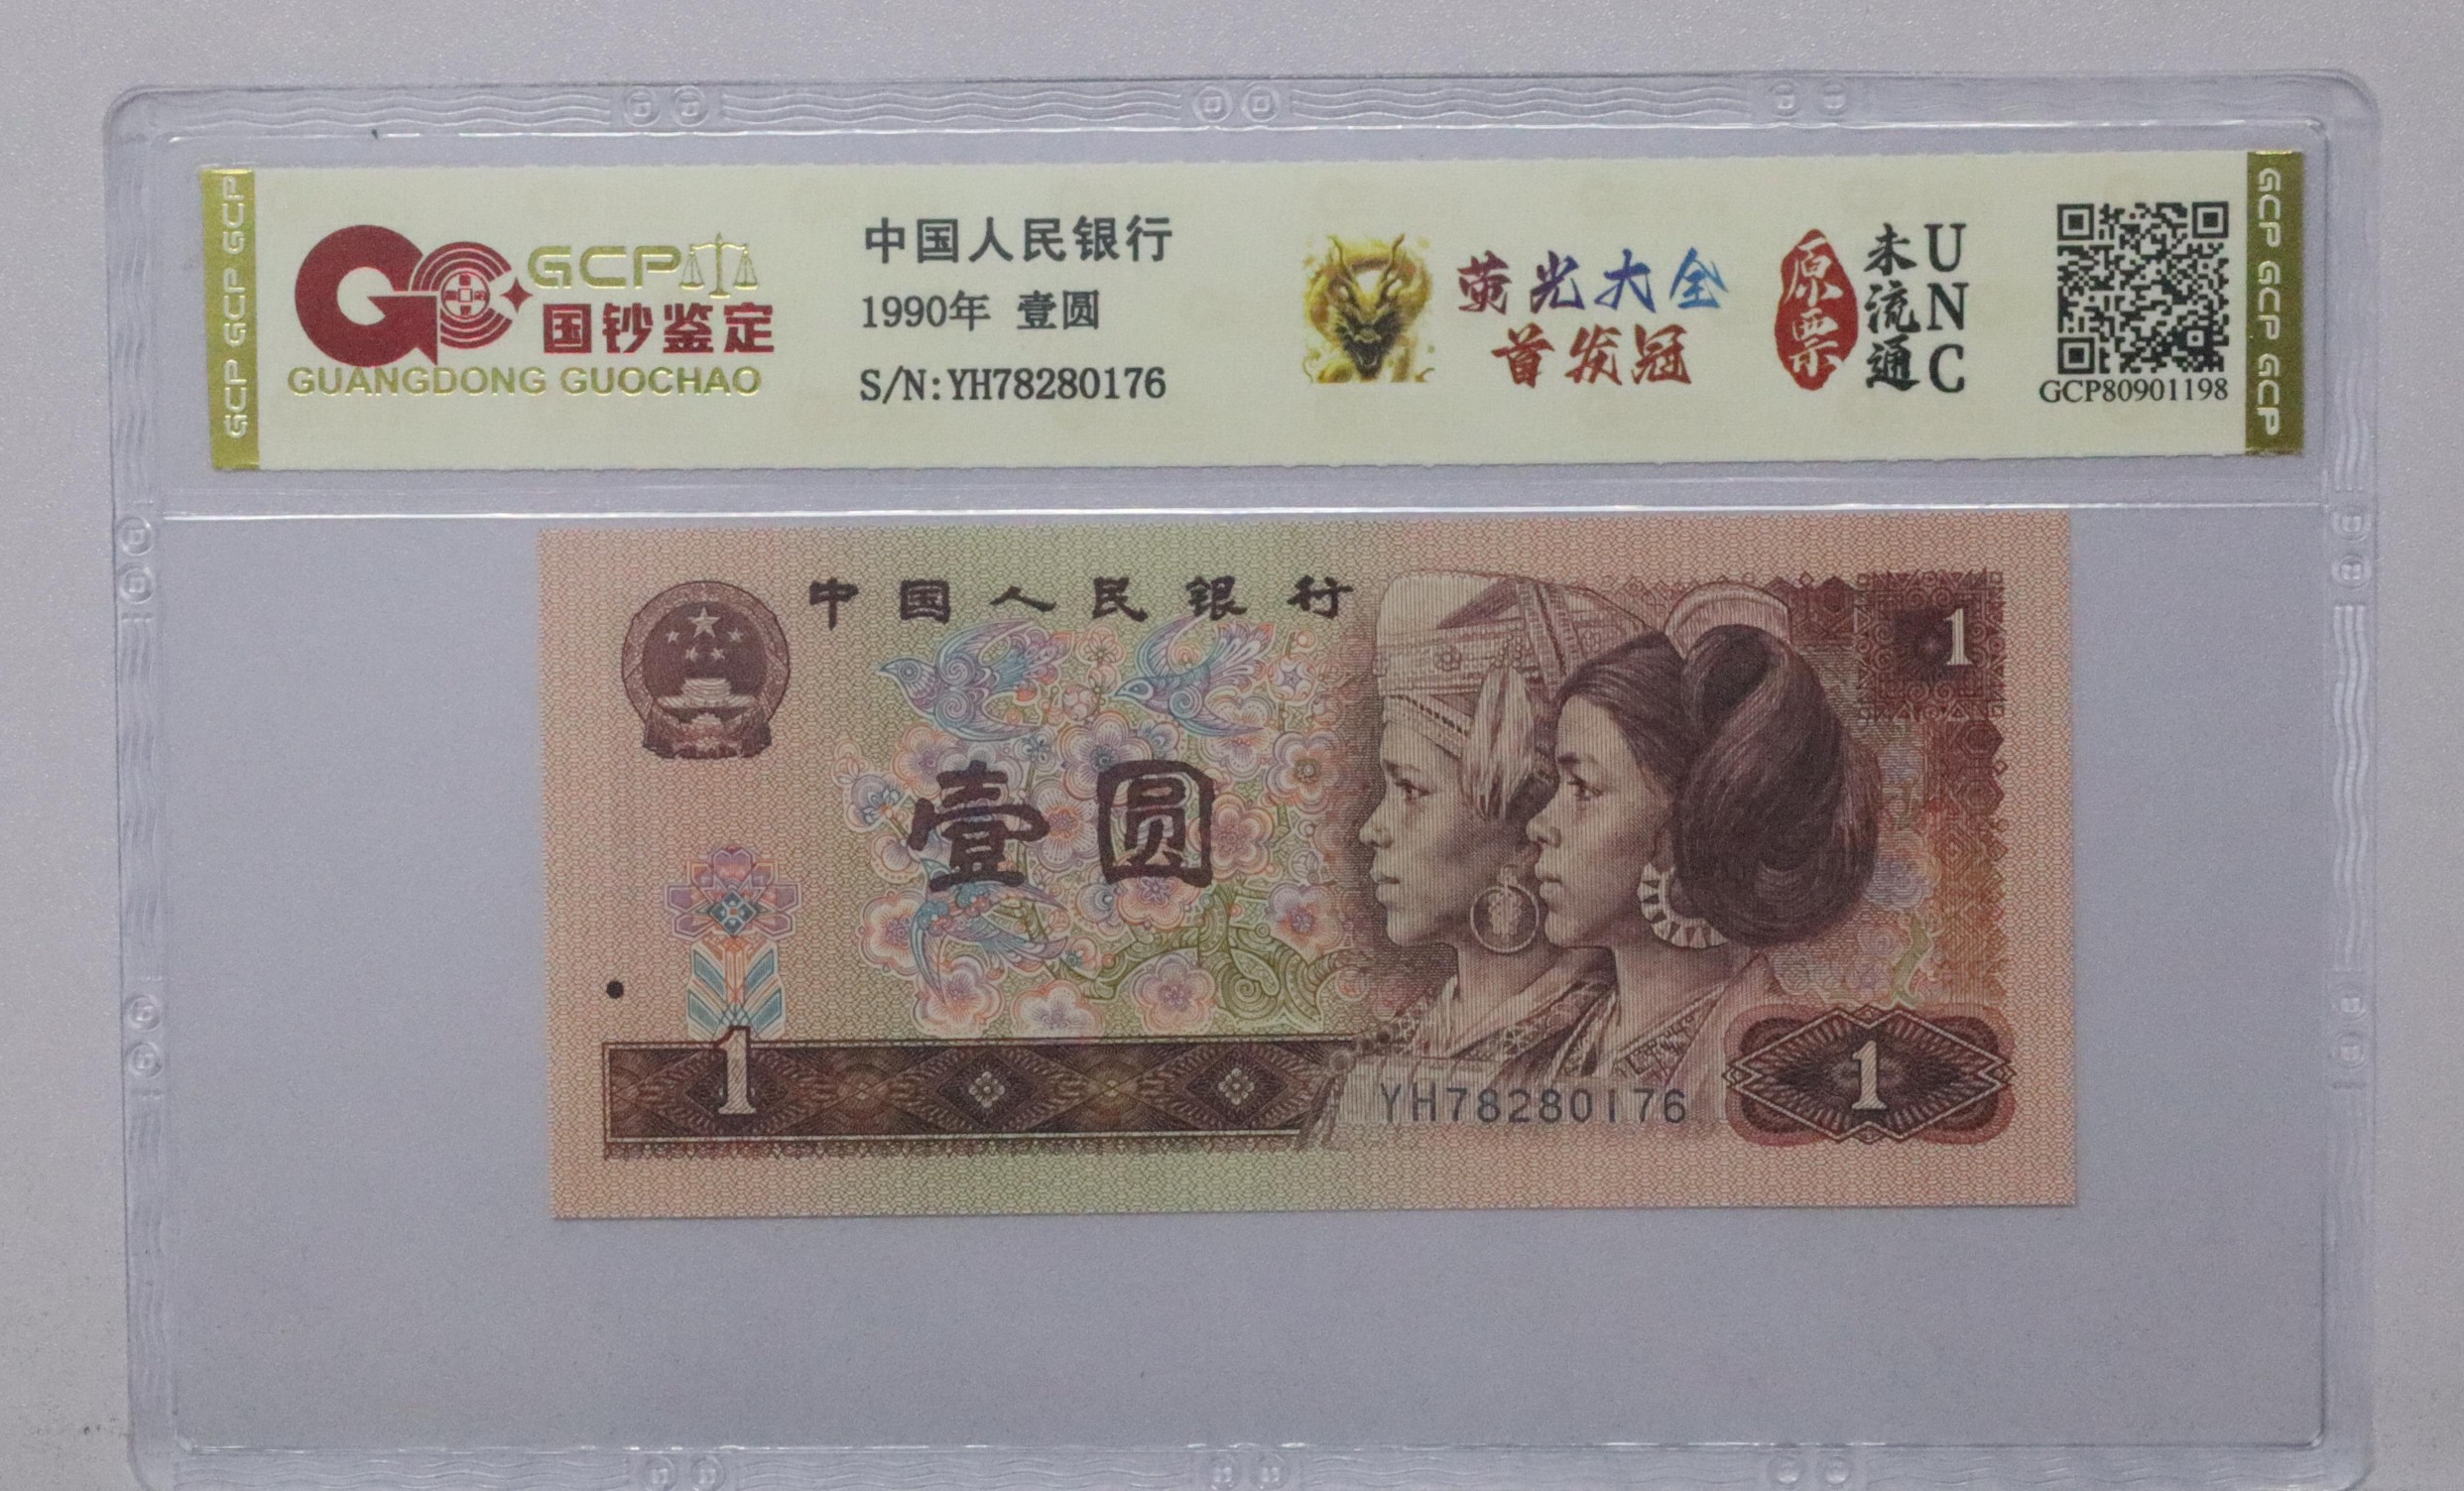 GCP GCP GCP
GCP
国钞鉴定
GUANGDONG GUOCHAO
中国人民银行
1990年 壹圆
S/N:YH78280176
荧光大全
首发冠
原票
未流通
UNC
GCP80901198
GCP GCP GCP
中国人民银行
1
壹圆
1
YH78280176
1